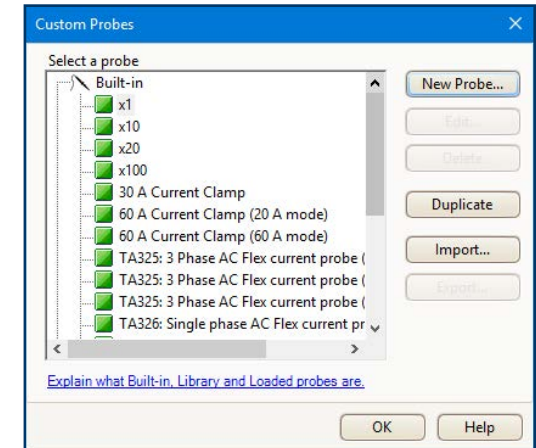 Custom Probes
Select a probe
Built-in
x1
x10
x20
x100
30 A Current Clamp
60 A Current Clamp (20 A mode)
60 A Current Clamp (60 A mode)
TA325: 3 Phase AC Flex current probe (
TA325: 3 Phase AC Flex current probe (
TA325: 3 Phase AC Flex current probe (
TA326: Single phase AC Flex current pr
New Probe...
Edit...
Delete
Duplicate
Import...
Export...
Explain what Built-in, Library and Loaded probes are.
OK
Help